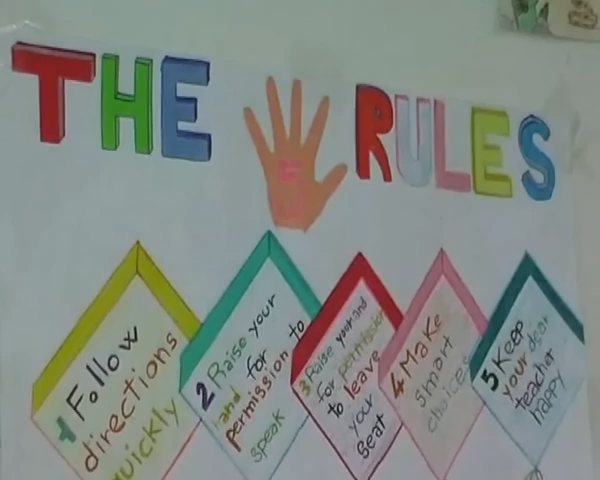 THE 5 RULES
1 Follow
directions
quickly
2 Raise your
hand for
permission to
speak
3 Raise your hand
for permission
to leave
your
seat
4 Make
smart
choices
5 Keep
your dear
teacher
happy